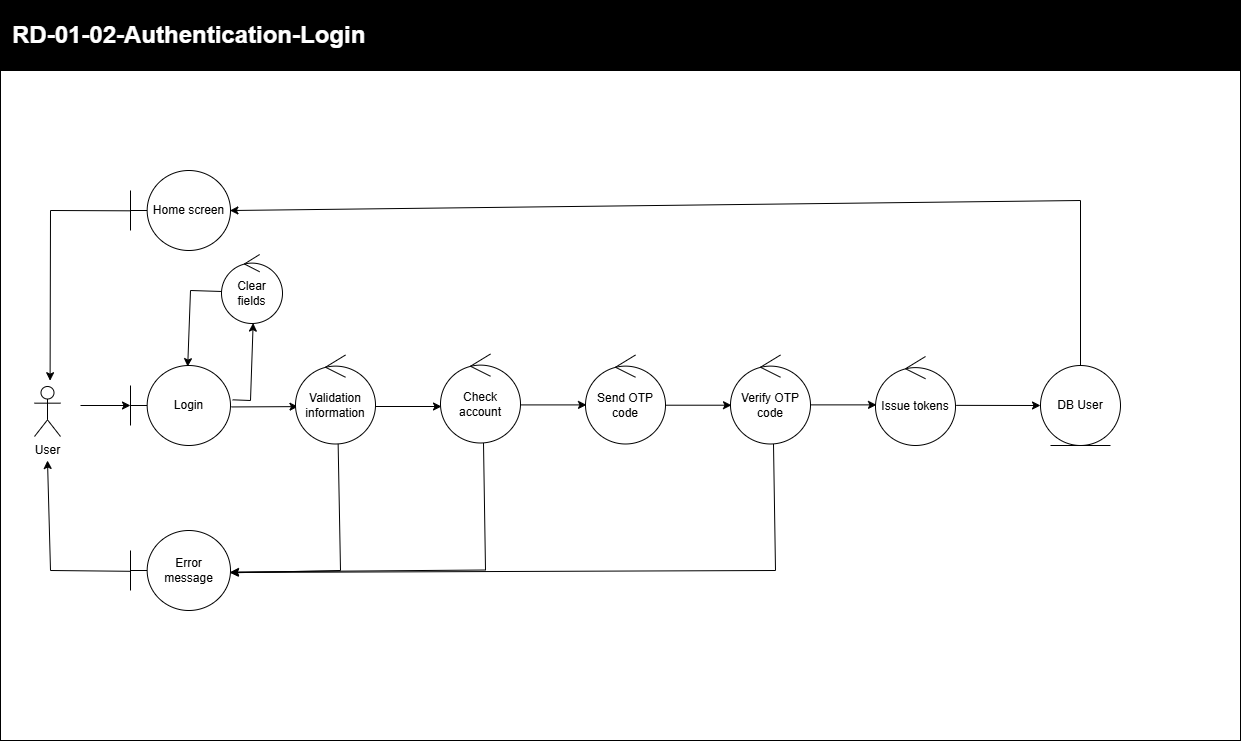 RD-01-02-Authentication-Login
Home screen
Clear
fields
Login
Validation
information
Check
account
Send OTP
code
Verify OTP
code
Issue tokens
DB User
User
Error
message